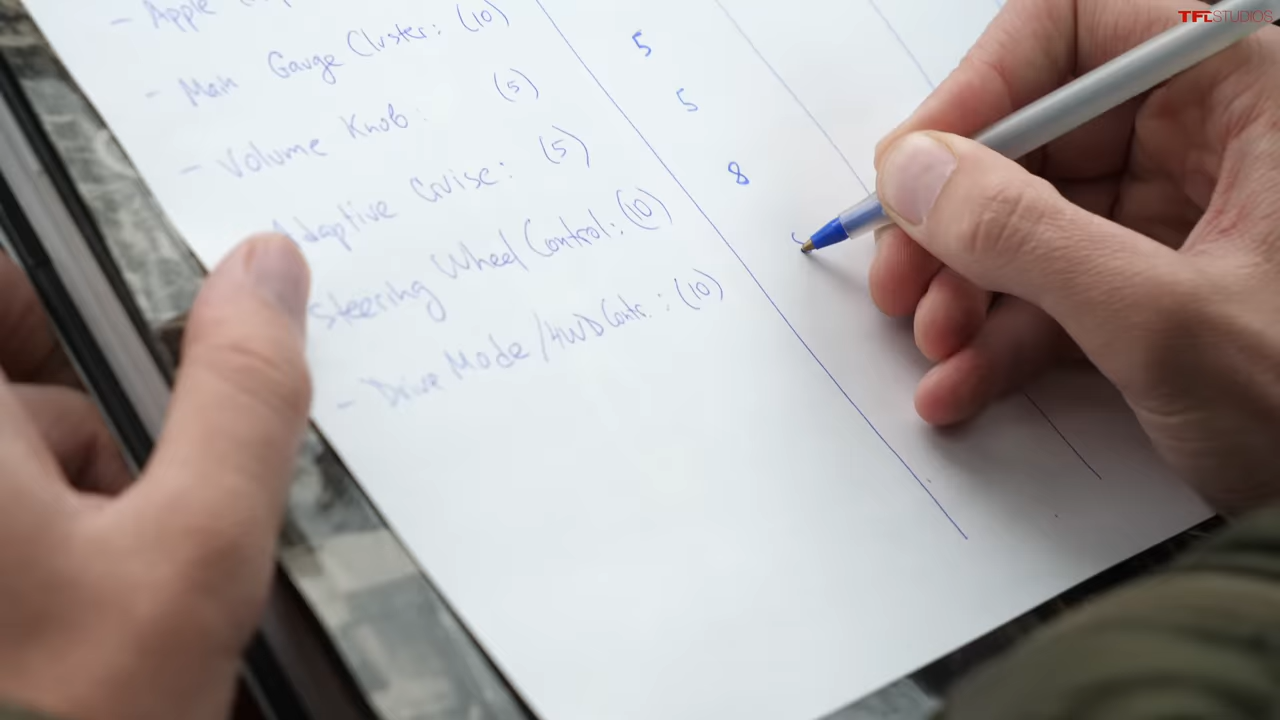 TFLSTUDIOS
- Apple
- Main Gauge Cluster: (10)
- Volume Knob: (5) 5
Adaptive Cruise: (5) 5
Steering Wheel Control: (10) 8
- Drive Mode/4WD Contr.: (10)